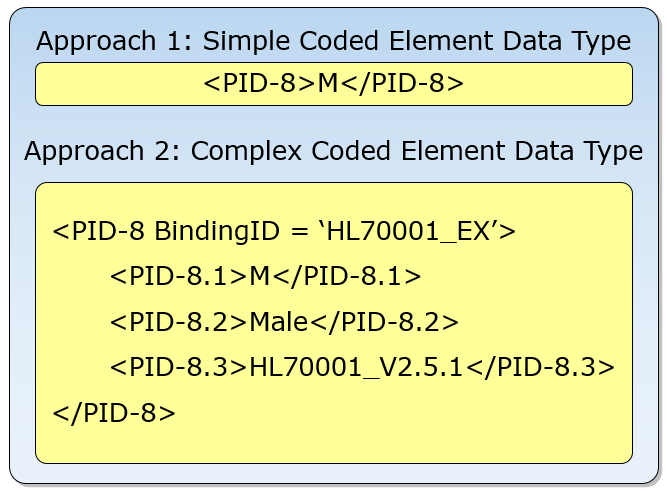 Approach 1: Simple Coded Element Data Type
<PID-8>M</PID-8>
Approach 2: Complex Coded Element Data Type
<PID-8 BindingID = ‘HL70001_EX’>
<PID-8.1>M</PID-8.1>
<PID-8.2>Male</PID-8.2>
<PID-8.3>HL70001_V2.5.1</PID-8.3>
</PID-8>